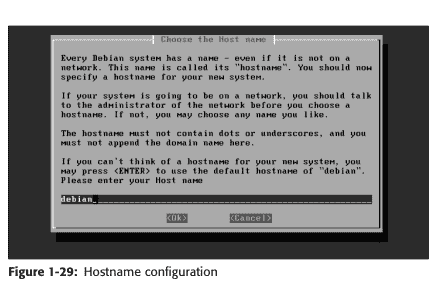 Choose the Host name
Every Debian system has a name - even if it is not on a
network. This name is called its "hostname". You should now
specify a hostname for your new system.
If your system is going to be on a network, you should talk
to the administrator of the network before you choose a
hostname. If not, you may choose any name you like.
The hostname must not contain dots or underscores, and you
must not append the domain name here.
If you can't think of a hostname for your new system, you
may press <ENTER> to use the default hostname of "debian".
Please enter your Host name
debian
<Ok> <Cancel>
Figure 1-29: Hostname configuration